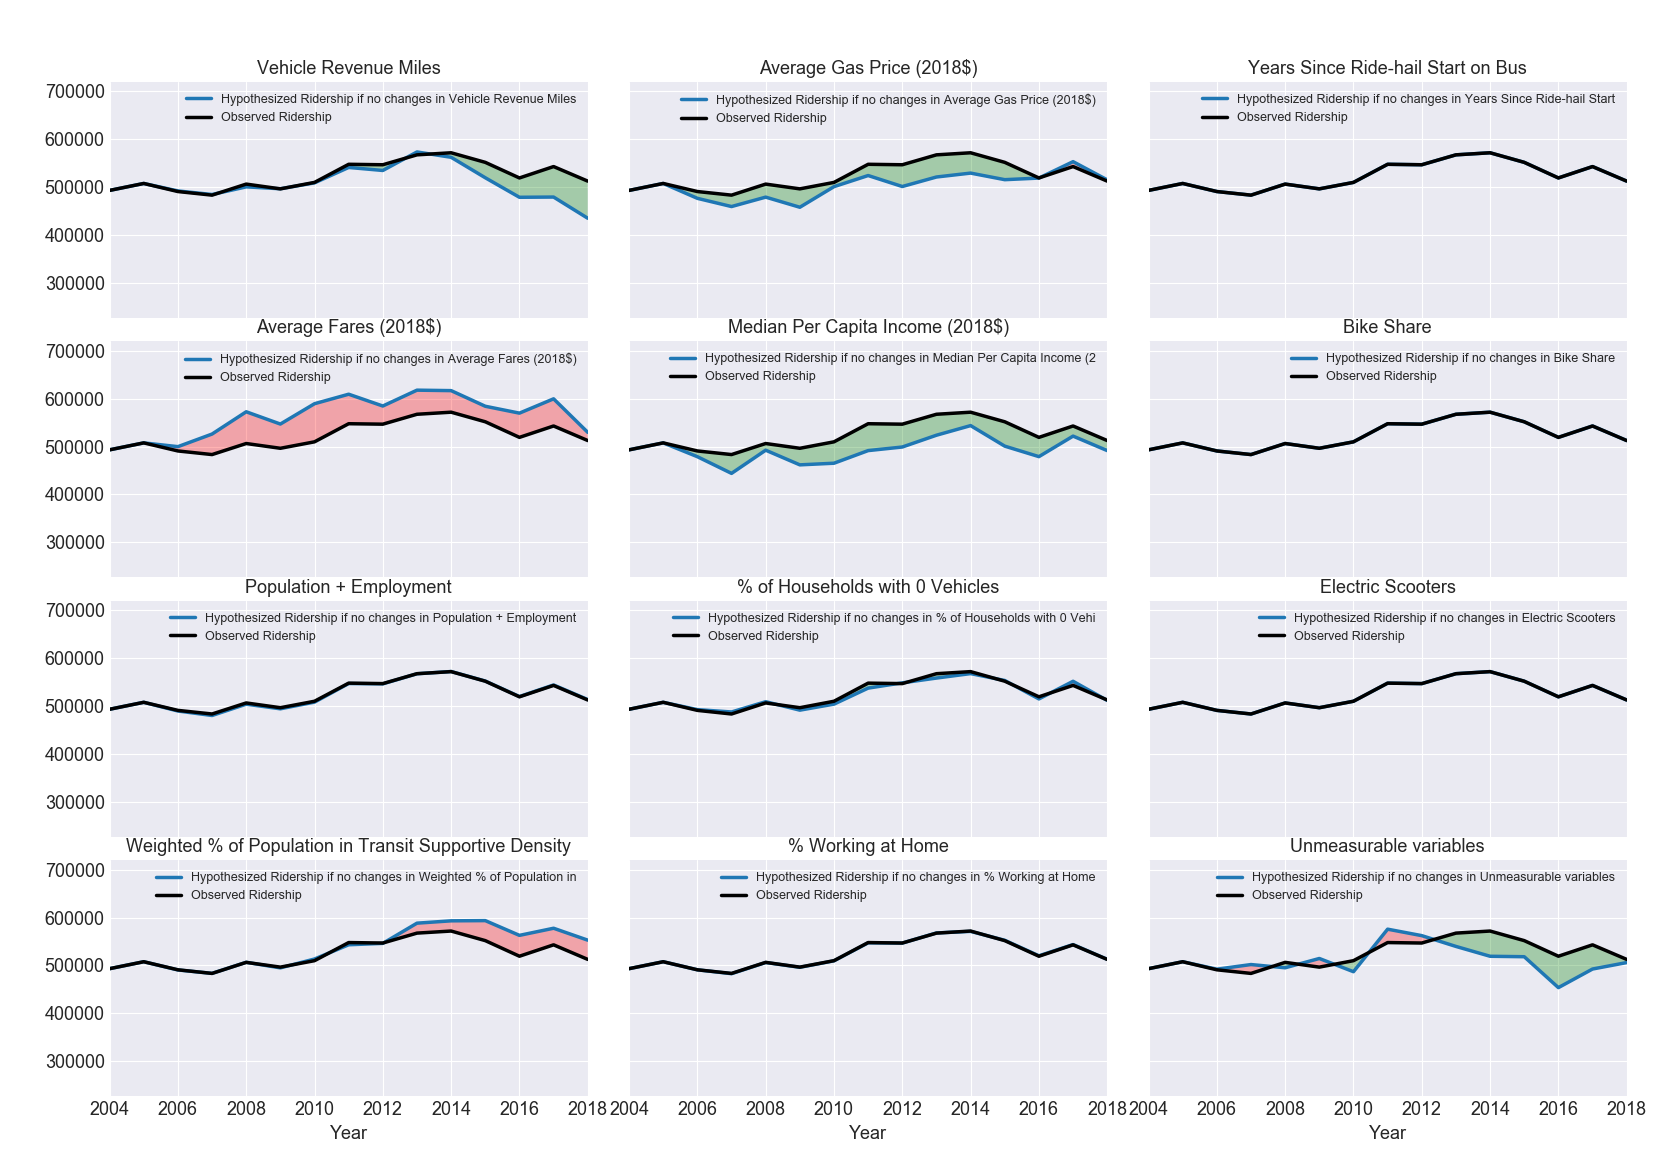 Vehicle Revenue Miles
700000
600000
500000
400000
300000
Hypothesized Ridership if no changes in Vehicle Revenue Miles
Observed Ridership
Average Gas Price (2018$)
Hypothesized Ridership if no changes in Average Gas Price (2018$)
Observed Ridership
Years Since Ride-hail Start on Bus
Hypothesized Ridership if no changes in Years Since Ride-hail Start
Observed Ridership
Average Fares (2018$)
700000
600000
500000
400000
300000
Hypothesized Ridership if no changes in Average Fares (2018$)
Observed Ridership
Median Per Capita Income (2018$)
Hypothesized Ridership if no changes in Median Per Capita Income (2
Observed Ridership
Bike Share
Hypothesized Ridership if no changes in Bike Share
Observed Ridership
Population + Employment
700000
600000
500000
400000
300000
Hypothesized Ridership if no changes in Population + Employment
Observed Ridership
% of Households with 0 Vehicles
Hypothesized Ridership if no changes in % of Households with 0 Vehi
Observed Ridership
Electric Scooters
Hypothesized Ridership if no changes in Electric Scooters
Observed Ridership
Weighted % of Population in Transit Supportive Density
700000
600000
500000
400000
300000
Hypothesized Ridership if no changes in Weighted % of Population in
Observed Ridership
2004 2006 2008 2010 2012 2014 2016 2018
Year
% Working at Home
Hypothesized Ridership if no changes in % Working at Home
Observed Ridership
2004 2006 2008 2010 2012 2014 2016 2018
Year
Unmeasurable variables
Hypothesized Ridership if no changes in Unmeasurable variables
Observed Ridership
2004 2006 2008 2010 2012 2014 2016 2018
Year